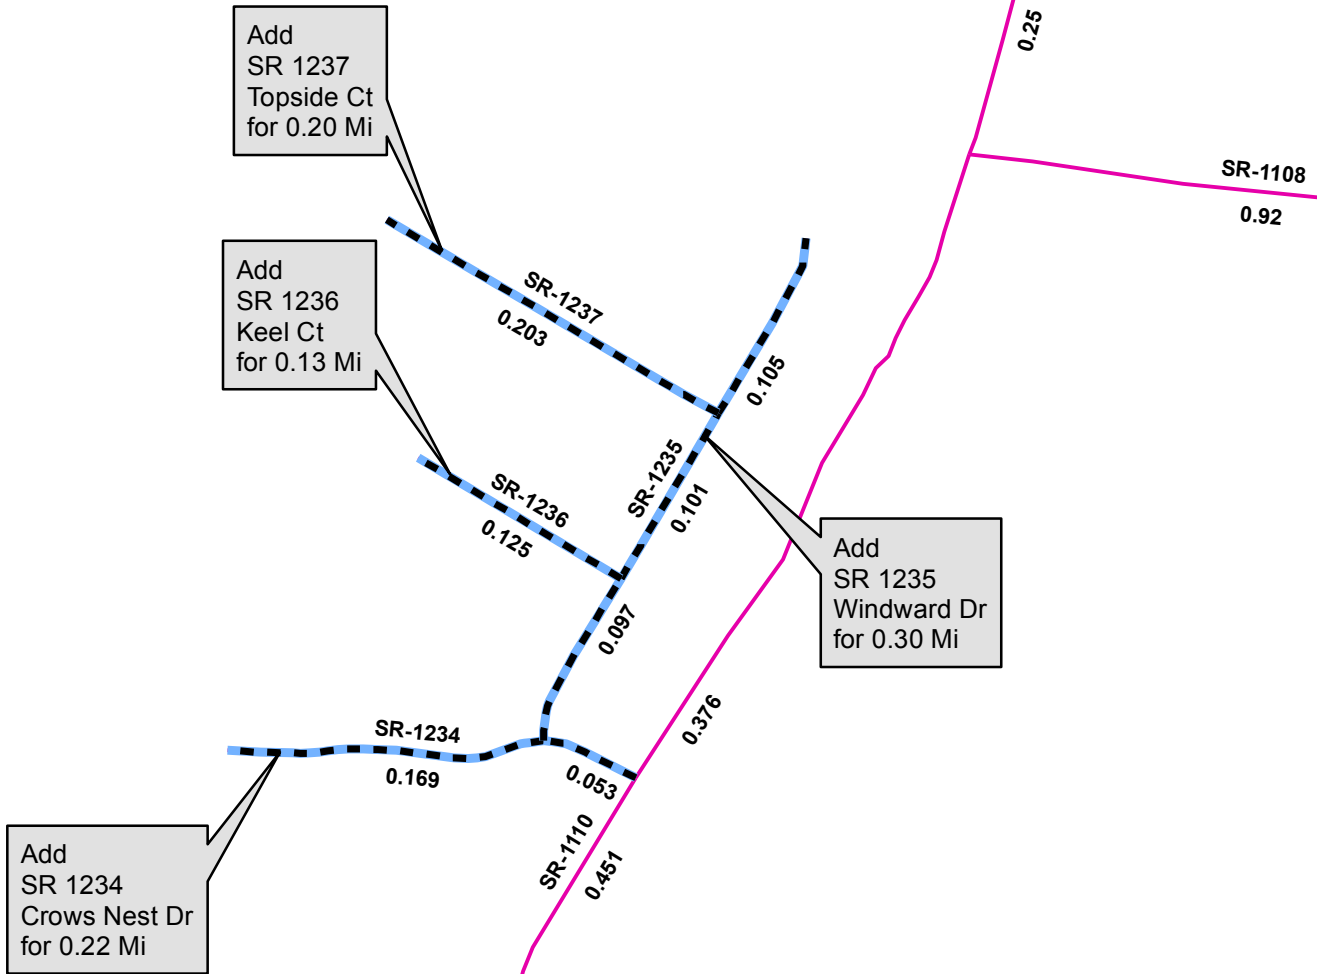 Add
SR 1237
Topside Ct
for 0.20 Mi
0.25
SR-1108
0.92
Add
SR 1236
Keel Ct
for 0.13 Mi
SR-1237
0.203
0.105
SR-1235
0.101
SR-1236
0.125
Add
SR 1235
Windward Dr
for 0.30 Mi
0.097
0.376
SR-1234
0.169
0.053
SR-1110
0.451
Add
SR 1234
Crows Nest Dr
for 0.22 Mi